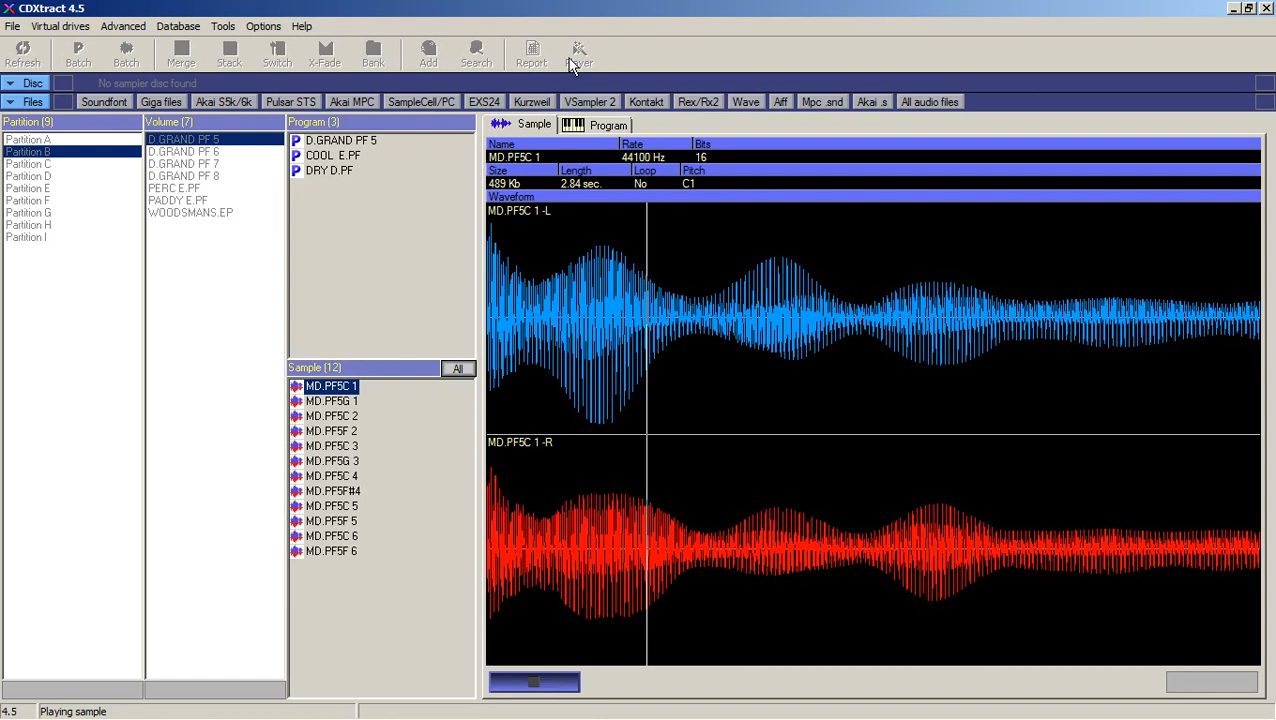 CDXtract 4.5
File Virtual drives Advanced Database Tools Options Help
Refresh Batch Batch Merge Stack Switch X-Fade Bank Add Search Report Player
Disc No sampler disc found
Files Soundfont Giga files Akai S5k/6k Pulsar STS Akai MPC SampleCell/PC EXS24 Kurzweil VSampler 2 Kontakt Rex/Rx2 Wave Aiff Mpc .snd Akai .s All audio files
Partition (9)
Partition A
Partition B
Partition C
Partition D
Partition E
Partition F
Partition G
Partition H
Partition I
Volume (7)
D.GRAND PF 5
D.GRAND PF 6
D.GRAND PF 7
D.GRAND PF 8
PERC E.PF
PADDY E.PF
WOODSMANS.EP
Program (3)
D.GRAND PF 5
COOL E.PF
DRY D.PF
Sample (12) All
MD.PF5C 1
MD.PF5G 1
MD.PF5C 2
MD.PF5F 2
MD.PF5C 3
MD.PF5G 3
MD.PF5C 4
MD.PF5F#4
MD.PF5C 5
MD.PF5F 5
MD.PF5C 6
MD.PF5F 6
Sample Program
Name Rate Bits
MD.PF5C 1 44100 Hz 16
Size Length Loop Pitch
489 Kb 2.84 sec. No C1
Waveform
MD.PF5C 1 -L
MD.PF5C 1 -R
4.5 Playing sample